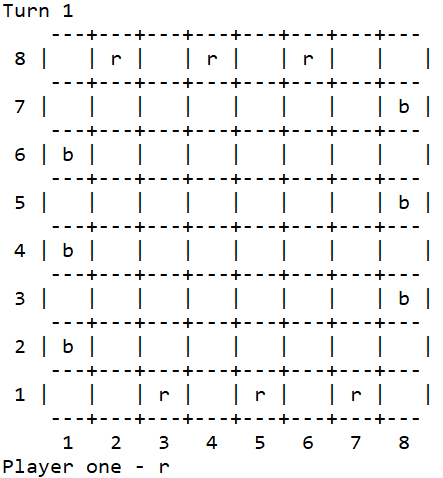 Turn 1
    ---+---+---+---+---+---+---+---
 8 |   | r |   | r |   | r |   |   |
    ---+---+---+---+---+---+---+---
 7 |   |   |   |   |   |   |   | b |
    ---+---+---+---+---+---+---+---
 6 | b |   |   |   |   |   |   |   |
    ---+---+---+---+---+---+---+---
 5 |   |   |   |   |   |   |   | b |
    ---+---+---+---+---+---+---+---
 4 | b |   |   |   |   |   |   |   |
    ---+---+---+---+---+---+---+---
 3 |   |   |   |   |   |   |   | b |
    ---+---+---+---+---+---+---+---
 2 | b |   |   |   |   |   |   |   |
    ---+---+---+---+---+---+---+---
 1 |   |   | r |   | r |   | r |   |
    ---+---+---+---+---+---+---+---
     1   2   3   4   5   6   7   8
Player one - r